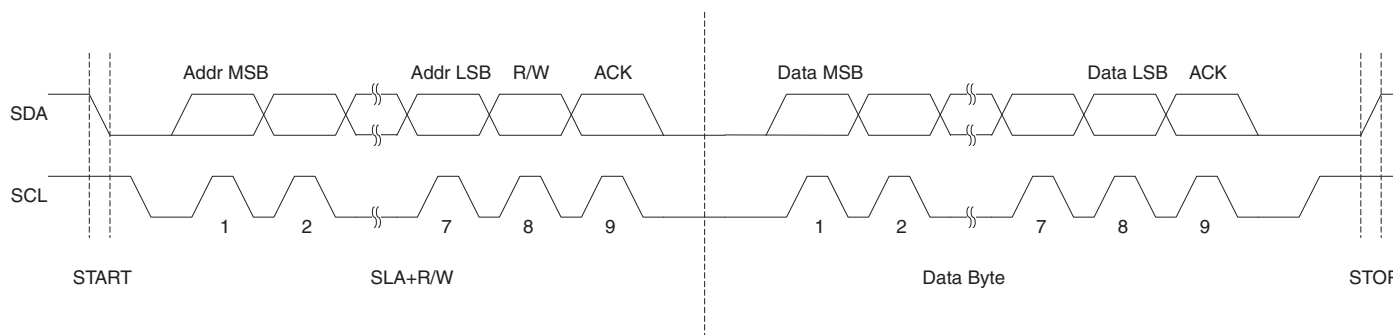 Addr MSB Addr LSB R/W ACK Data MSB Data LSB ACK
SDA
SCL
1 2 7 8 9 1 2 7 8 9
START SLA+R/W Data Byte STOP